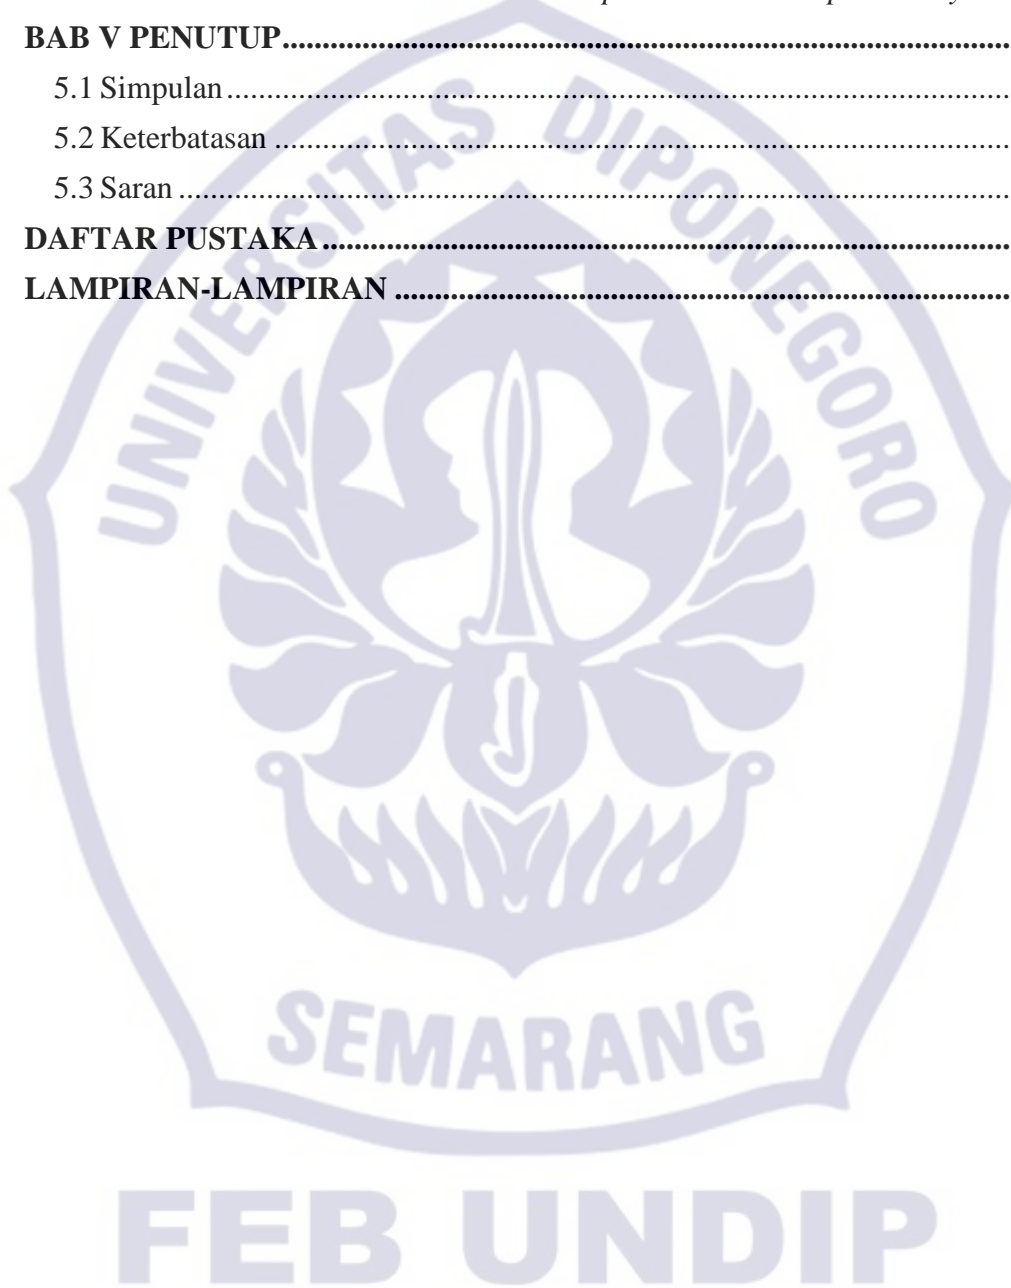 BAB V PENUTUP....................................................................................................
5.1 Simpulan....................................................................................................
5.2 Keterbatasan ....................................................................................................
5.3 Saran ....................................................................................................
DAFTAR PUSTAKA....................................................................................................
LAMPIRAN-LAMPIRAN ....................................................................................................
UNIVERSITAS DIPONEGORO
SEMARANG
FEB UNDIP